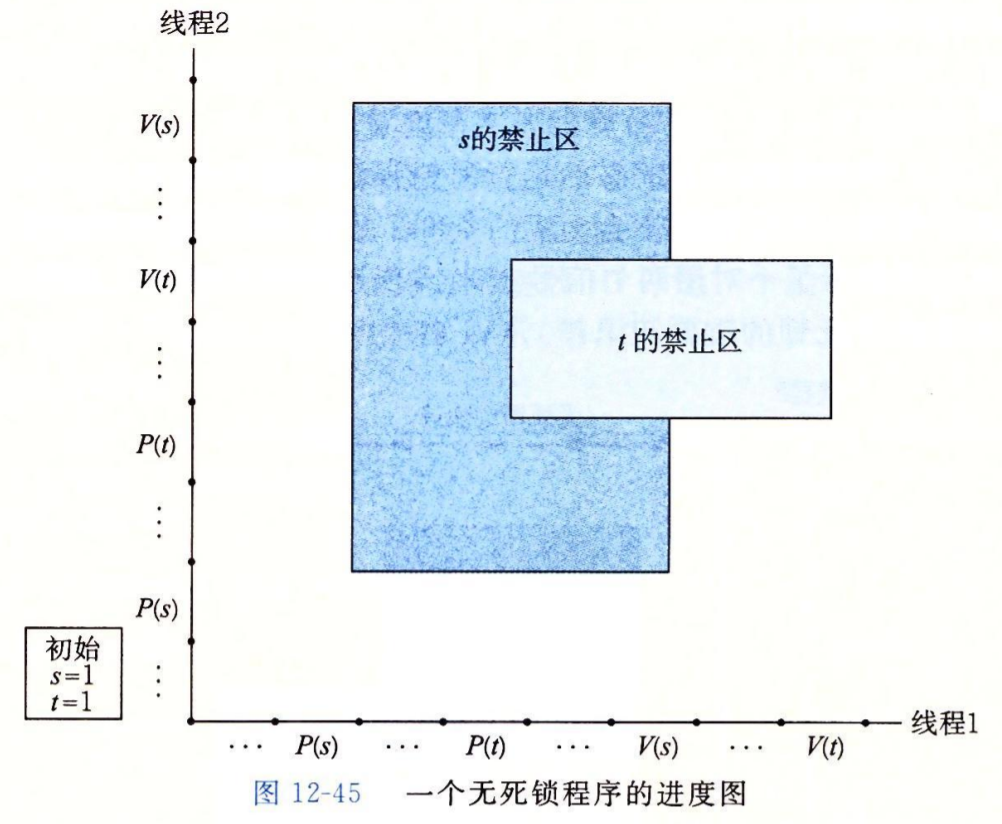 线程2
V(s)
⋮
V(t)
⋮
P(t)
⋮
P(s)
⋮
s的禁止区
t 的禁止区
初始
s=1
t=1
… P(s) … P(t) … V(s) … V(t)
线程1
图 12-45 一个无死锁程序的进度图